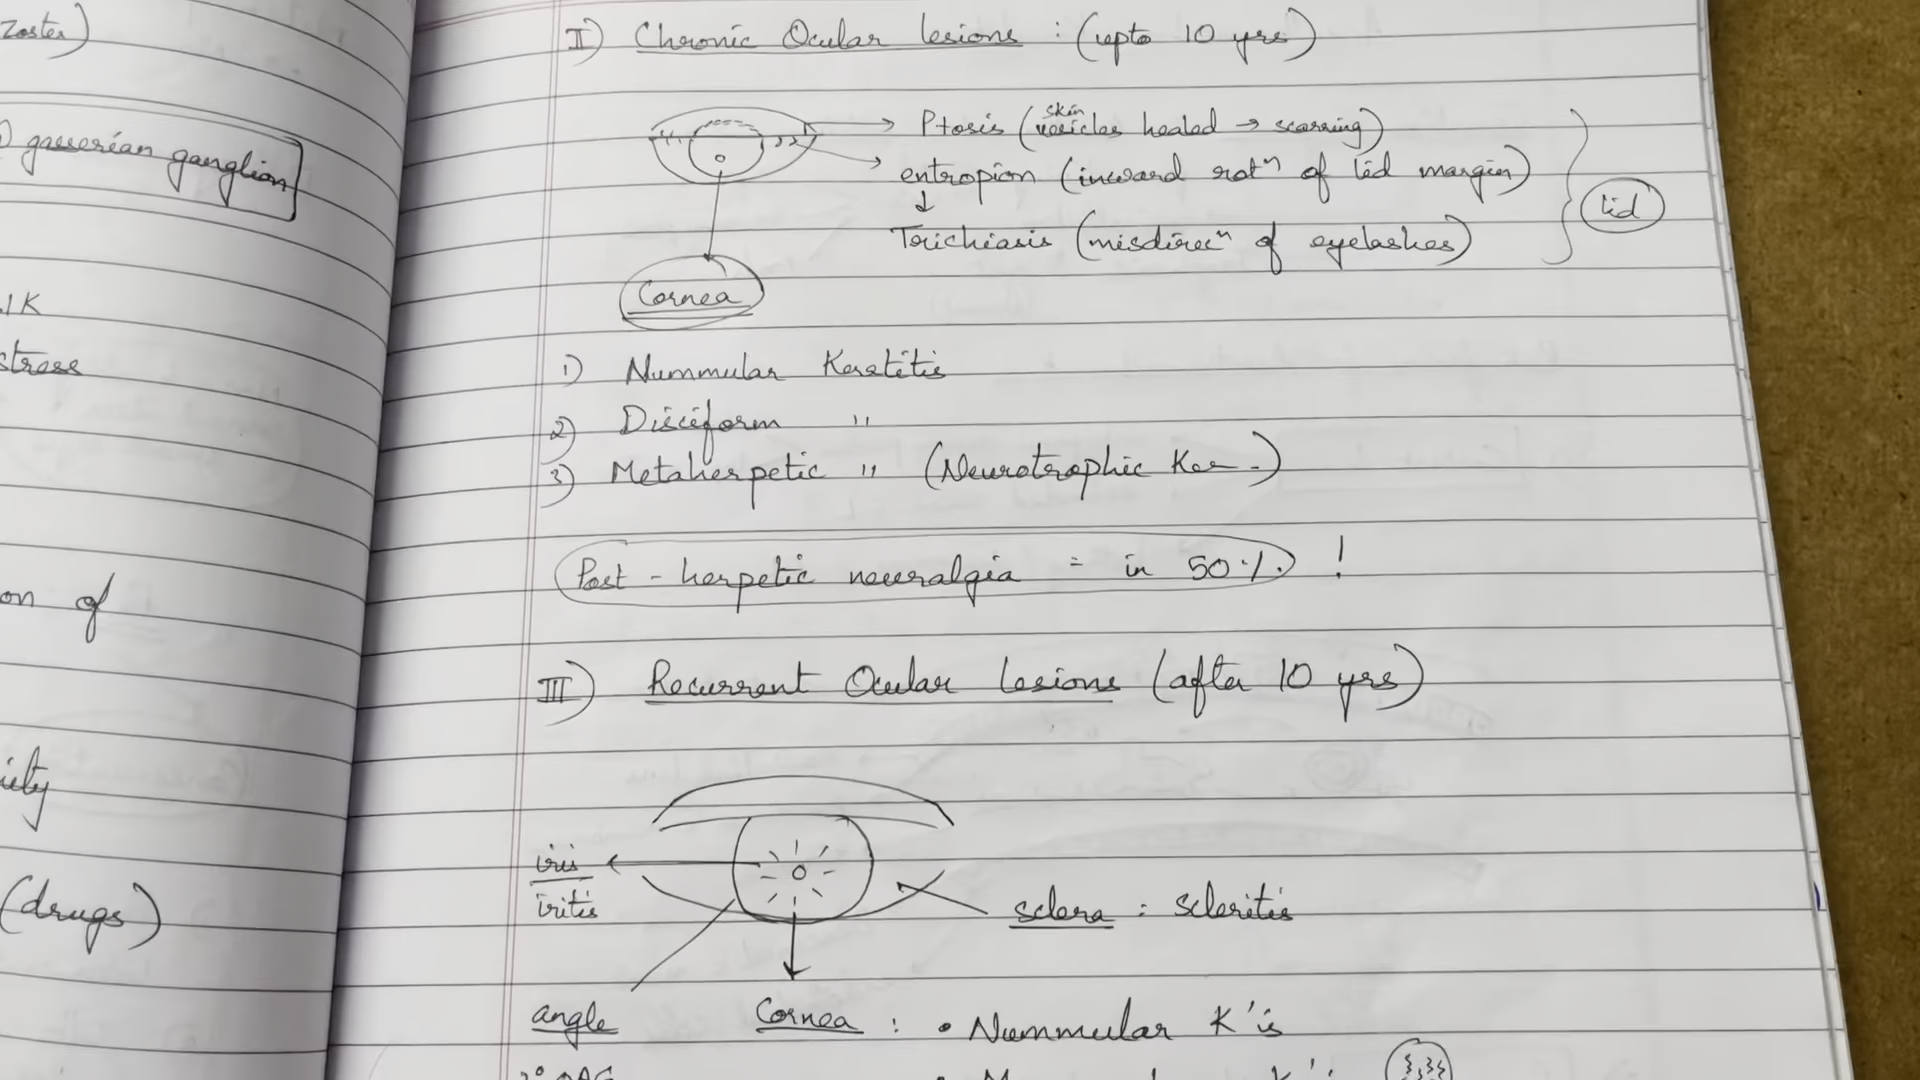 Zoster)
gasserian ganglion
stress
on of
iety
(drugs)
II) Chronic Ocular lesions : (upto 10 yrs)
Ptosis (skin vesicles healed → scarring)
entropion (inward rotⁿ of lid margin)
↓
Trichiasis (misdirecⁿ of eyelashes)
lid
Cornea
1) Nummular Keratitis
2) Disciform "
3) Metaherpetic " (Neurotrophic Ker-.)
Post - herpetic neuralgia = in 50%. !
III) Recurrent Ocular Lesions (after 10 yrs)
iris
iritis
sclera : scleritis
angle
Cornea : • Nummular K'is